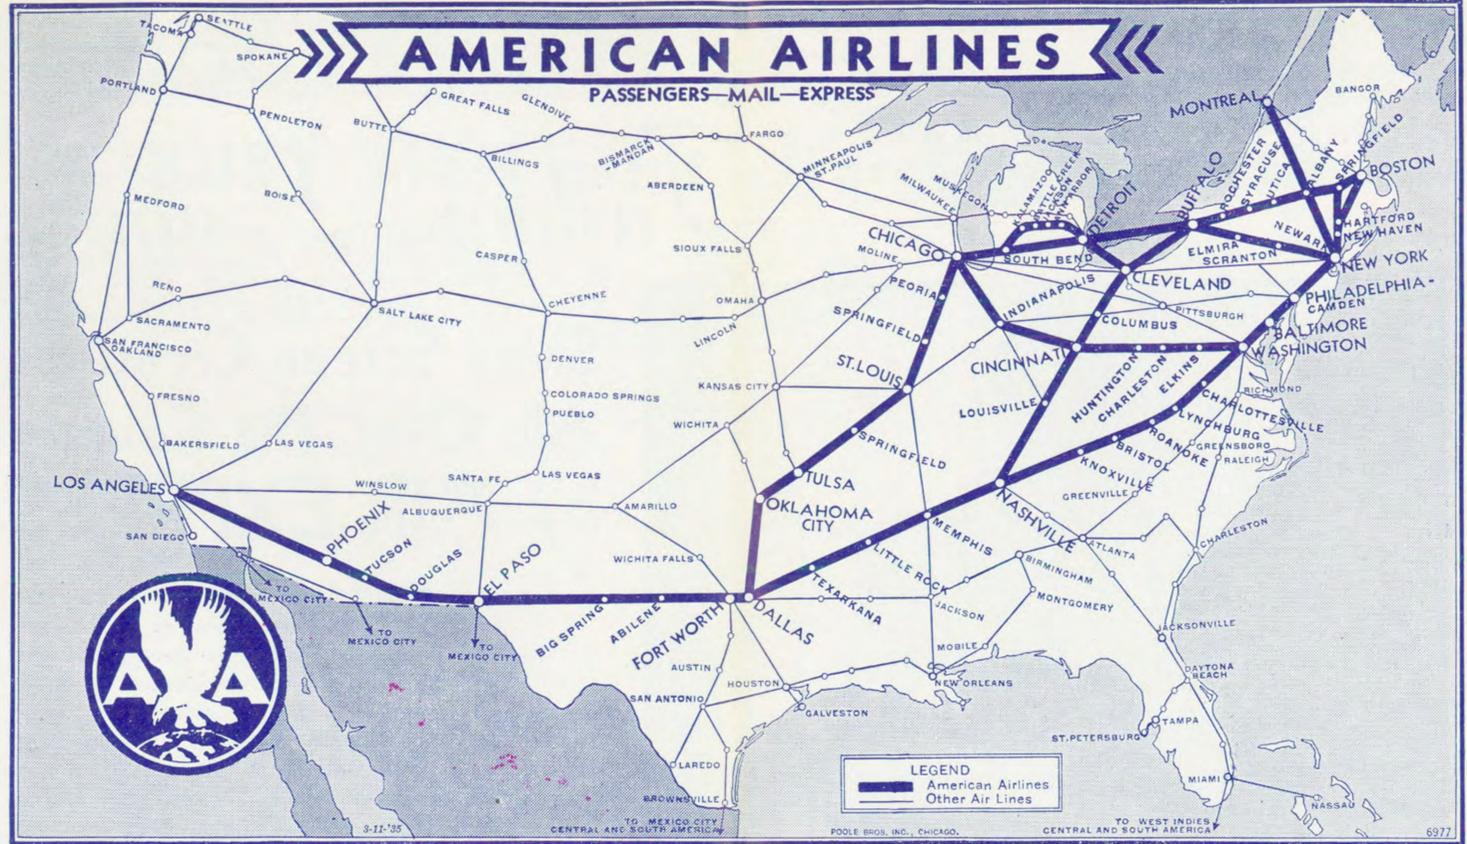 AMERICAN AIRLINES
PASSENGERS—MAIL—EXPRESS
SEATTLE
TACOMA
SPOKANE
PORTLAND
PENDLETON
BUTTE
GREAT FALLS
GLENDIVE
BILLINGS
BISMARCK
-MANDAN
FARGO
MINNEAPOLIS
ST. PAUL
ABERDEEN
MILWAUKEE
MUSKEGON
KALAMAZOO
BATTLE CREEK
JACKSON
ANN ARBOR
DETROIT
BUFFALO
ROCHESTER
SYRACUSE
UTICA
ALBANY
SPRINGFIELD
MONTREAL
BANGOR
BOSTON
HARTFORD
NEW HAVEN
NEWARK
NEW YORK
ELMIRA
SCRANTON
MEDFORD
BOISE
CASPER
SIOUX FALLS
MOLINE
CHICAGO
SOUTH BEND
CLEVELAND
PHILADELPHIA-
CAMDEN
RENO
SACRAMENTO
SALT LAKE CITY
CHEYENNE
OMAHA
LINCOLN
PEORIA
SPRINGFIELD
INDIANAPOLIS
PITTSBURGH
COLUMBUS
BALTIMORE
WASHINGTON
SAN FRANCISCO
OAKLAND
DENVER
COLORADO SPRINGS
PUEBLO
KANSAS CITY
ST. LOUIS
CINCINNATI
HUNTINGTON
CHARLESTON
ELKINS
RICHMOND
CHARLOTTESVILLE
FRESNO
LOUISVILLE
LYNCHBURG
ROANOKE
BRISTOL
KNOXVILLE
GREENSBORO
RALEIGH
GREENVILLE
BAKERSFIELD
LAS VEGAS
WICHITA
SPRINGFIELD
TULSA
OKLAHOMA
CITY
LOS ANGELES
WINSLOW
SANTA FE
LAS VEGAS
ALBUQUERQUE
AMARILLO
NASHVILLE
MEMPHIS
ATLANTA
CHARLESTON
SAN DIEGO
PHOENIX
TUCSON
DOUGLAS
EL PASO
WICHITA FALLS
LITTLE ROCK
TEXARKANA
BIRMINGHAM
MONTGOMERY
JACKSON
BIG SPRING
ABILENE
FORT WORTH
DALLAS
TO
MEXICO CITY
TO
MEXICO CITY
TO
MEXICO CITY
AUSTIN
HOUSTON
SAN ANTONIO
GALVESTON
MOBILE
NEW ORLEANS
JACKSONVILLE
DAYTONA
BEACH
TAMPA
ST. PETERSBURG
MIAMI
NASSAU
LAREDO
BROWNSVILLE
A A
LEGEND
American Airlines
Other Air Lines
3-11-'35
TO MEXICO CITY
CENTRAL AND SOUTH AMERICA
POOLE BROS. INC., CHICAGO.
TO WEST INDIES
CENTRAL AND SOUTH AMERICA
6977